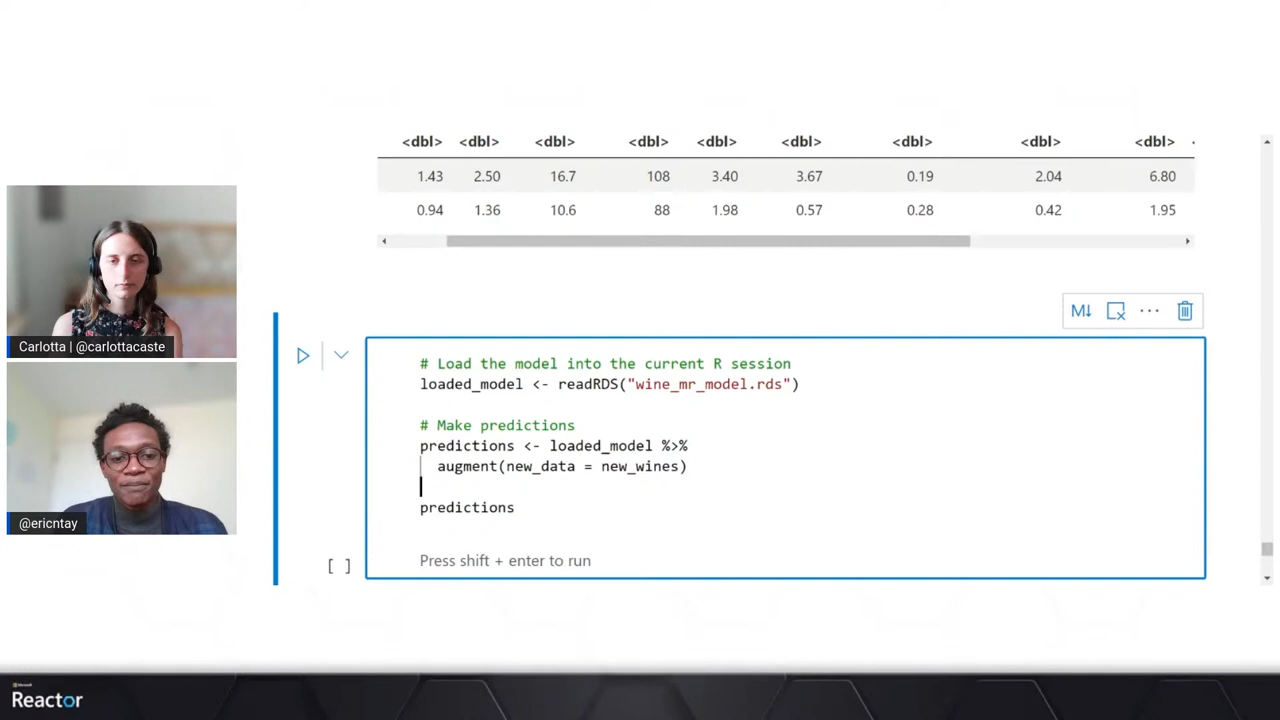 <dbl> <dbl> <dbl> <dbl> <dbl> <dbl> <dbl> <dbl> <dbl>
1.43 2.50 16.7 108 3.40 3.67 0.19 2.04 6.80
0.94 1.36 10.6 88 1.98 0.57 0.28 0.42 1.95
Carlotta | @carlottacaste
@ericntay
M↓
# Load the model into the current R session
loaded_model <- readRDS("wine_mr_model.rds")
# Make predictions
predictions <- loaded_model %>%
augment(new_data = new_wines)
predictions
[ ]
Press shift + enter to run
Microsoft
Reactor